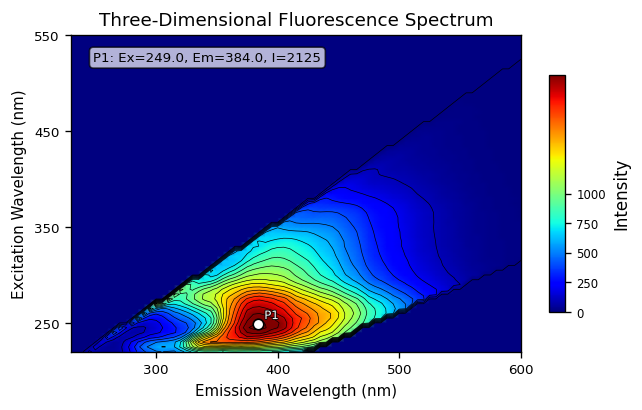 Three-Dimensional Fluorescence Spectrum
550
450
350
250
Excitation Wavelength (nm)
P1: Ex=249.0, Em=384.0, I=2125
P1
300
400
500
600
Emission Wavelength (nm)
1000
750
500
250
0
Intensity